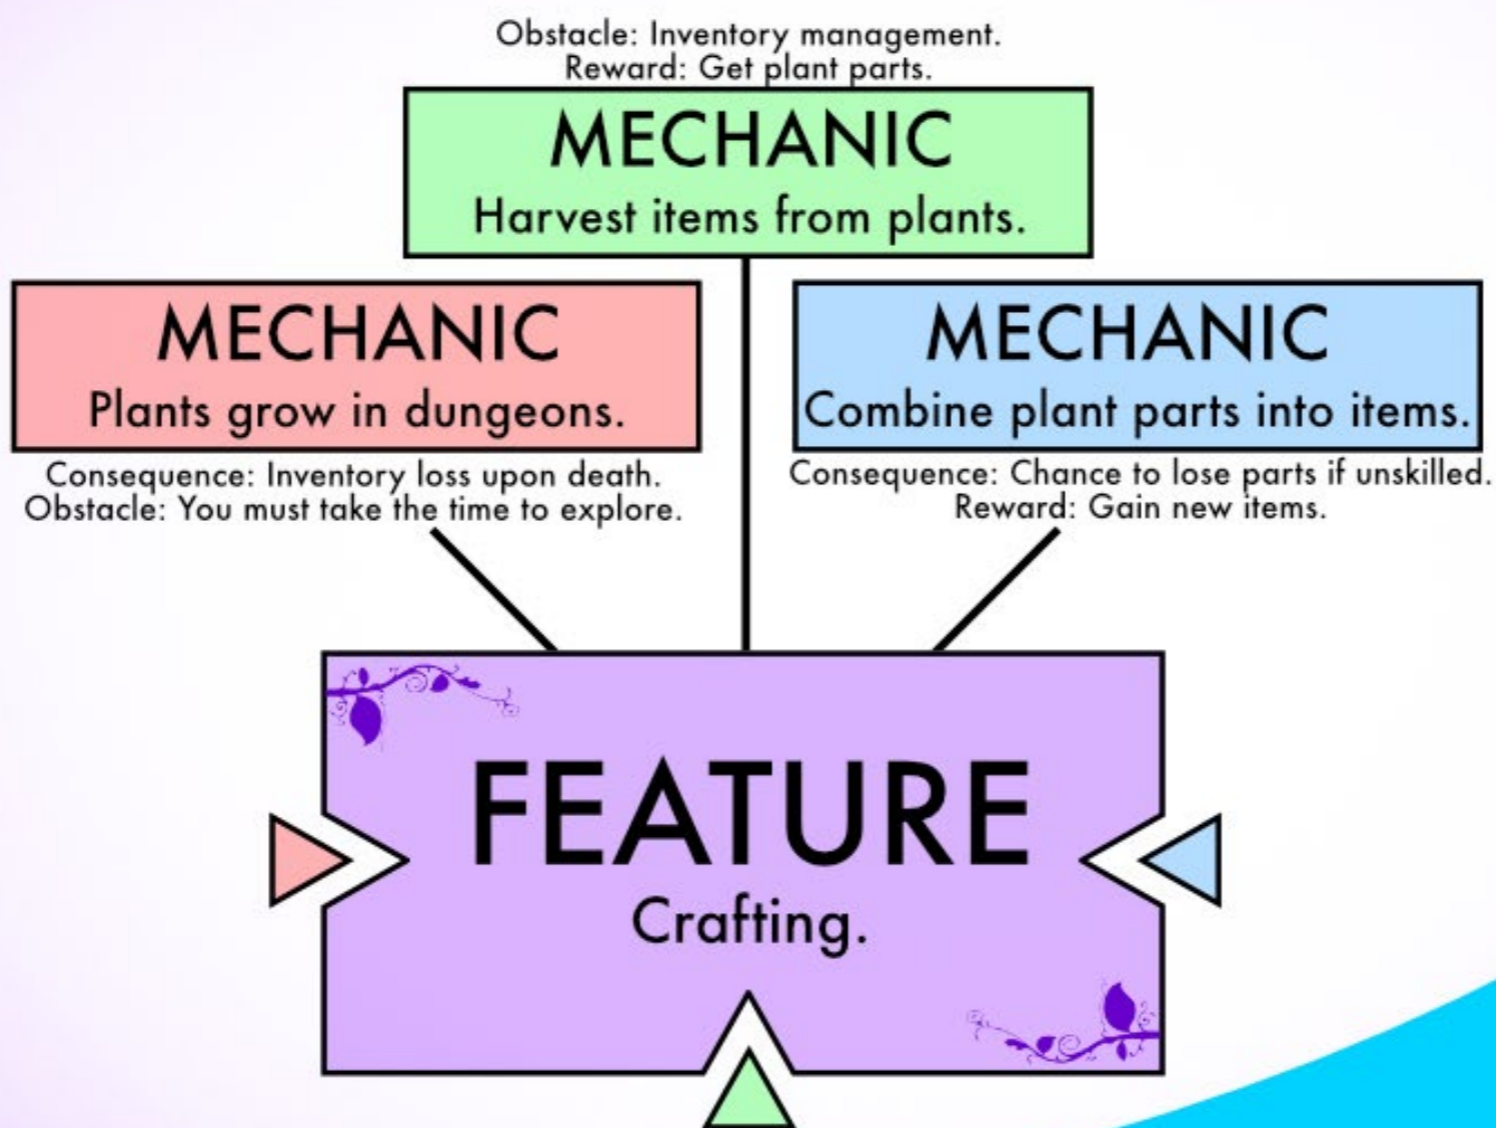 Obstacle: Inventory management.
Reward: Get plant parts.
MECHANIC
Harvest items from plants.
MECHANIC
Plants grow in dungeons.
Consequence: Inventory loss upon death.
Obstacle: You must take the time to explore.
MECHANIC
Combine plant parts into items.
Consequence: Chance to lose parts if unskilled.
Reward: Gain new items.
FEATURE
Crafting.